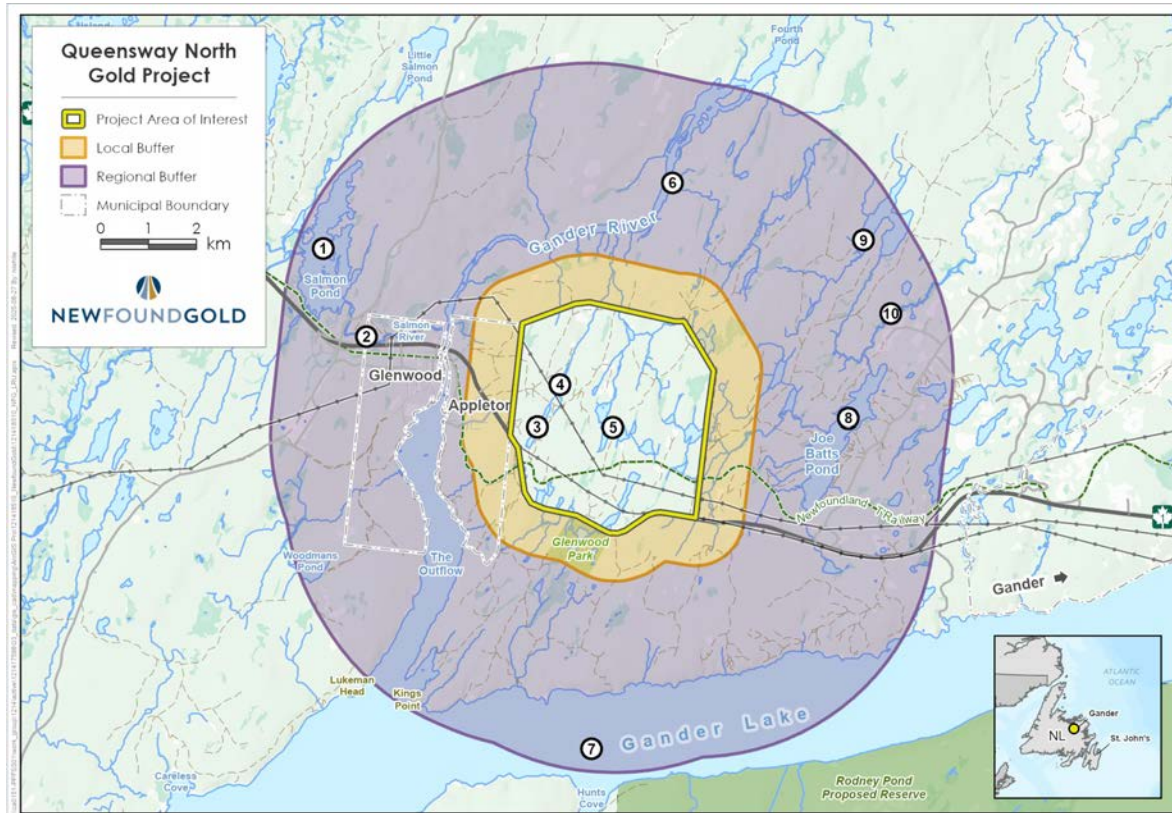 Queensway North
Gold Project
Project Area of Interest
Local Buffer
Regional Buffer
Municipal Boundary
0 1 2
km
NEWFOUNDGOLD
Little
Salmon
Pond
Fourth
Pond
6
Gander River
1
9
Salmon
Pond
10
2
Salmon
River
Glenwood
4
Appleton
3
5
8
Joe
Batts
Pond
Newfoundland T'Railway
Glenwood
Park
Woodmans
Pond
The
Outflow
Gander
Lukeman
Head
Kings
Point
Gander Lake
7
Careless
Cove
Hunts
Cove
Rodney Pond
Proposed Reserve
ATLANTIC
OCEAN
Gander
NL
St. John's